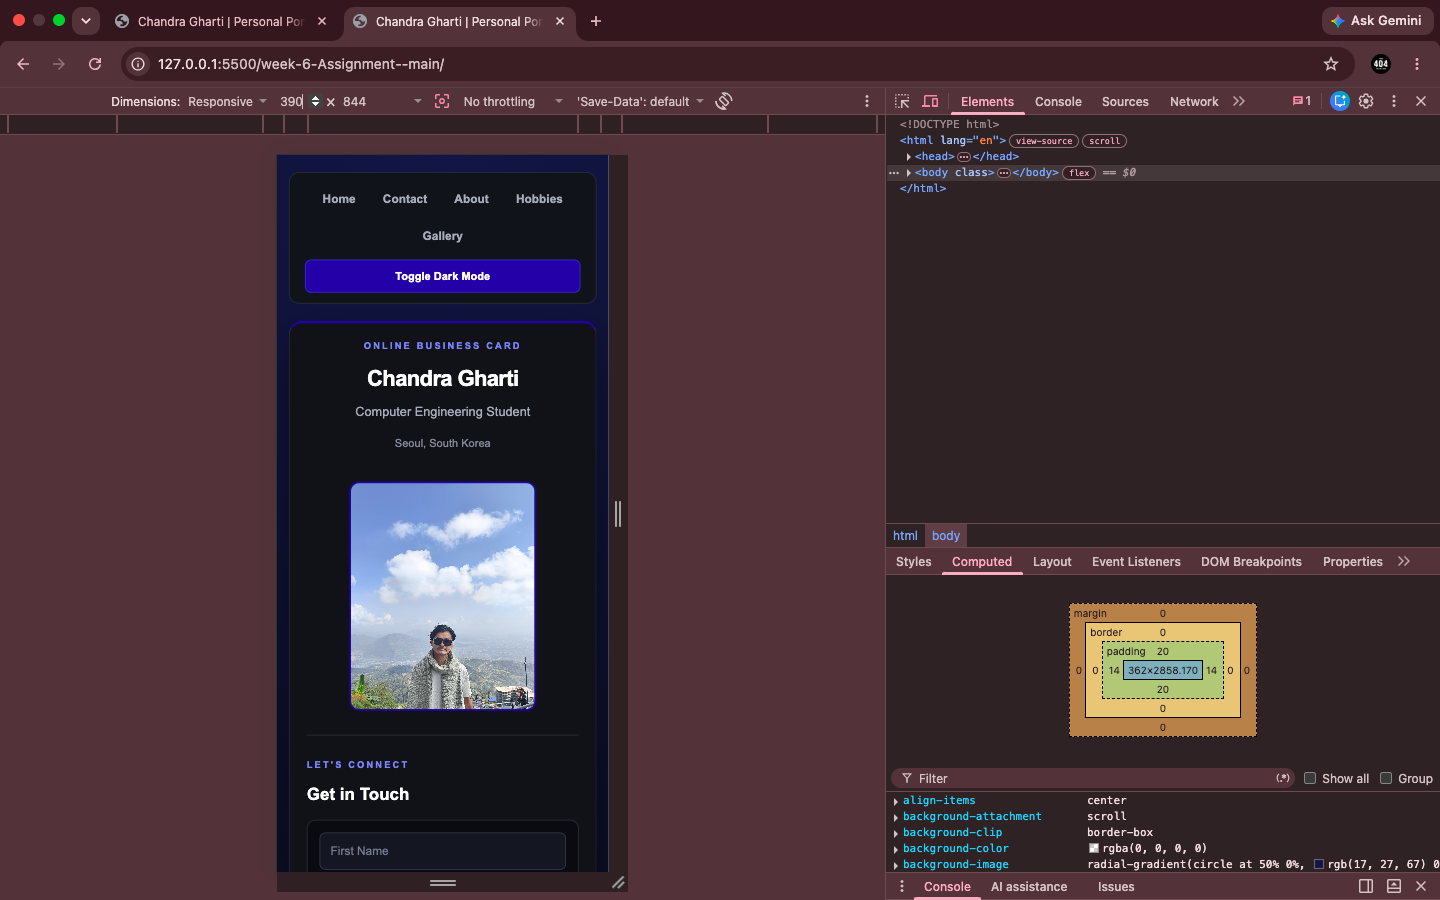 Chandra Gharti | Personal Por
Chandra Gharti | Personal Por
Ask Gemini
127.0.0.1:5500/week-6-Assignment--main/
404
Dimensions: Responsive 390 × 844 No throttling 'Save-Data': default
Elements Console Sources Network 1
<!DOCTYPE html>
<html lang="en"> view-source scroll
<head> </head>
<body class> </body> flex == $0
</html>
Home Contact About Hobbies
Gallery
Toggle Dark Mode
ONLINE BUSINESS CARD
Chandra Gharti
Computer Engineering Student
Seoul, South Korea
LET'S CONNECT
Get in Touch
First Name
html body
Styles Computed Layout Event Listeners DOM Breakpoints Properties
margin 0
border 0
padding 20
0 0 14 362×2858.170 14 0 0
20
0
0
Filter (.*) Show all Group
align-items center
background-attachment scroll
background-clip border-box
background-color rgba(0, 0, 0, 0)
background-image radial-gradient(circle at 50% 0%, rgb(17, 27, 67) 0
Console AI assistance Issues